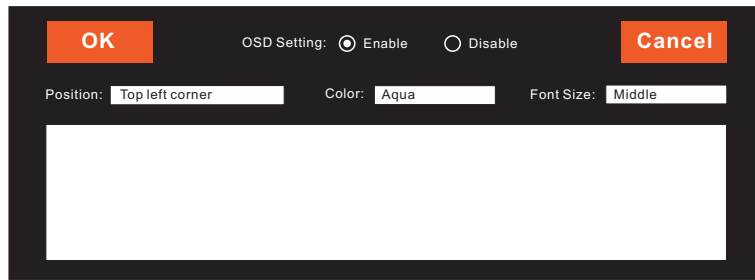 OK OSD Setting: Enable Disable Cancel
Position: Top left corner Color: Aqua Font Size: Middle